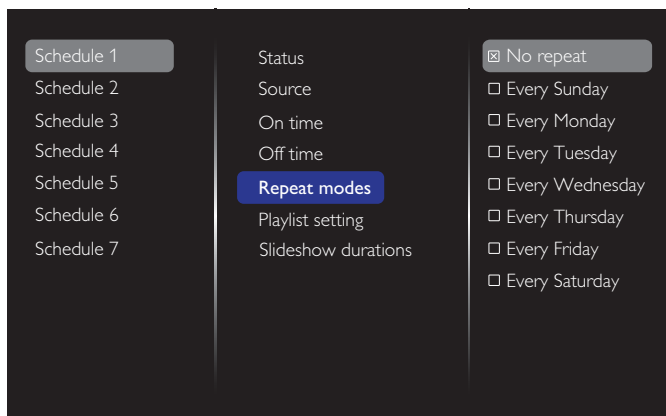 Schedule 1
Schedule 2
Schedule 3
Schedule 4
Schedule 5
Schedule 6
Schedule 7
Status
Source
On time
Off time
Repeat modes
Playlist setting
Slideshow durations
No repeat
Every Sunday
Every Monday
Every Tuesday
Every Wednesday
Every Thursday
Every Friday
Every Saturday